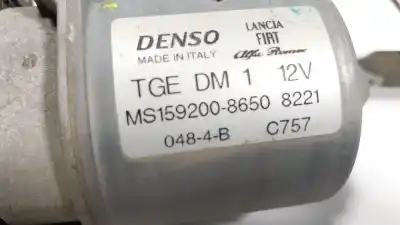 DENSO
MADE IN ITALY
LANCIA
FIAT
Alfa Romeo
TGE DM 1 12V
MS159200-8650 8221
048-4-B C757